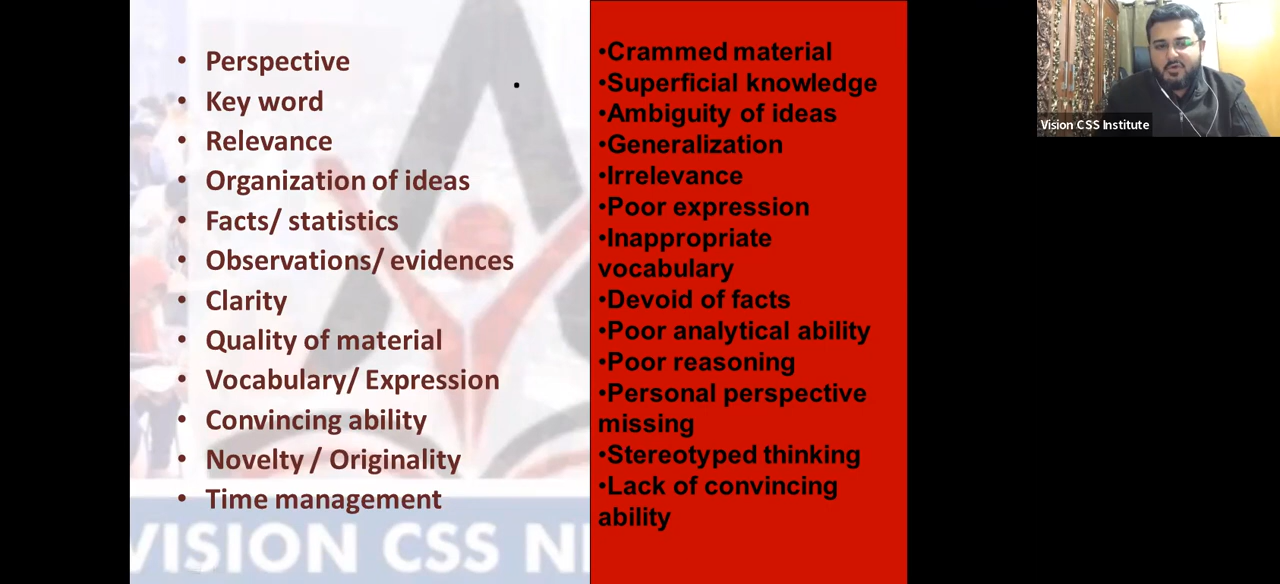 • Perspective
• Key word
• Relevance
• Organization of ideas
• Facts/ statistics
• Observations/ evidences
• Clarity
• Quality of material
• Vocabulary/ Expression
• Convincing ability
• Novelty / Originality
• Time management
VISION CSS N
•Crammed material
•Superficial knowledge
•Ambiguity of ideas
•Generalization
•Irrelevance
•Poor expression
•Inappropriate
vocabulary
•Devoid of facts
•Poor analytical ability
•Poor reasoning
•Personal perspective
missing
•Stereotyped thinking
•Lack of convincing
ability
Vision CSS Institute